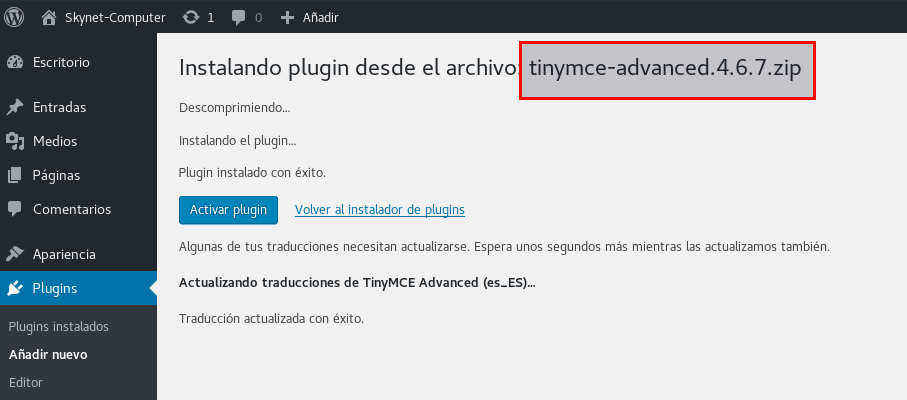 Skynet-Computer 1 0 Añadir
Escritorio
Entradas
Medios
Páginas
Comentarios
Apariencia
Plugins
Plugins instalados
Añadir nuevo
Editor
Instalando plugin desde el archivo: tinymce-advanced.4.6.7.zip
Descomprimiendo...
Instalando el plugin...
Plugin instalado con éxito.
Activar plugin Volver al instalador de plugins
Algunas de tus traducciones necesitan actualizarse. Espera unos segundos más mientras las actualizamos también.
Actualizando traducciones de TinyMCE Advanced (es_ES)...
Traducción actualizada con éxito.